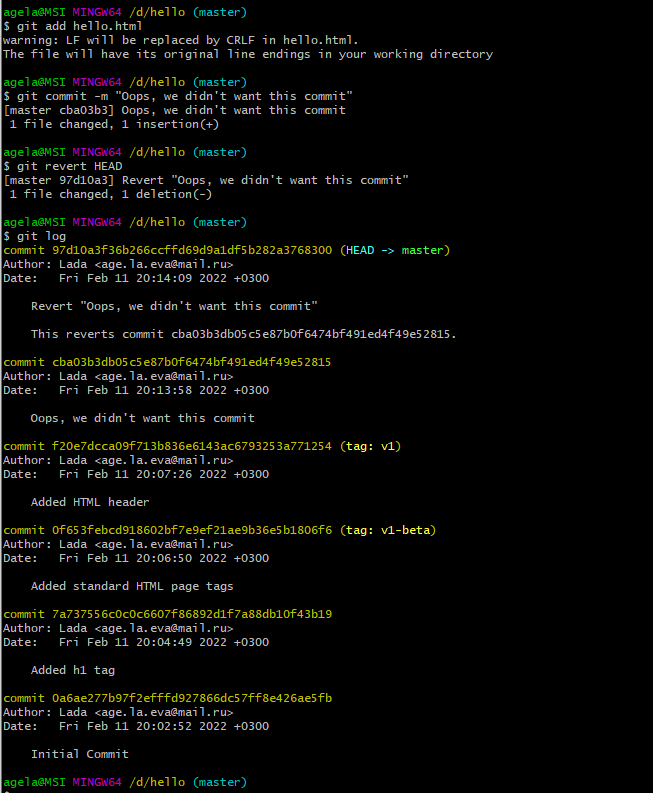 agela@MSI MINGW64 /d/hello (master)
$ git add hello.html
warning: LF will be replaced by CRLF in hello.html.
The file will have its original line endings in your working directory
agela@MSI MINGW64 /d/hello (master)
$ git commit -m "Oops, we didn't want this commit"
[master cba03b3] Oops, we didn't want this commit
 1 file changed, 1 insertion(+)
agela@MSI MINGW64 /d/hello (master)
$ git revert HEAD
[master 97d10a3] Revert "Oops, we didn't want this commit"
 1 file changed, 1 deletion(-)
agela@MSI MINGW64 /d/hello (master)
$ git log
commit 97d10a3f36b266ccffd69d9a1df5b282a3768300 (HEAD -> master)
Author: Lada <age.la.eva@mail.ru>
Date:   Fri Feb 11 20:14:09 2022 +0300
    Revert "Oops, we didn't want this commit"
    This reverts commit cba03b3db05c5e87b0f6474bf491ed4f49e52815.
commit cba03b3db05c5e87b0f6474bf491ed4f49e52815
Author: Lada <age.la.eva@mail.ru>
Date:   Fri Feb 11 20:13:58 2022 +0300
    Oops, we didn't want this commit
commit f20e7dcca09f713b836e6143ac6793253a771254 (tag: v1)
Author: Lada <age.la.eva@mail.ru>
Date:   Fri Feb 11 20:07:26 2022 +0300
    Added HTML header
commit 0f653febcd918602bf7e9ef21ae9b36e5b1806f6 (tag: v1-beta)
Author: Lada <age.la.eva@mail.ru>
Date:   Fri Feb 11 20:06:50 2022 +0300
    Added standard HTML page tags
commit 7a737556c0c0c6607f86892d1f7a88db10f43b19
Author: Lada <age.la.eva@mail.ru>
Date:   Fri Feb 11 20:04:49 2022 +0300
    Added h1 tag
commit 0a6ae277b97f2efffd927866dc57ff8e426ae5fb
Author: Lada <age.la.eva@mail.ru>
Date:   Fri Feb 11 20:02:52 2022 +0300
    Initial Commit
agela@MSI MINGW64 /d/hello (master)